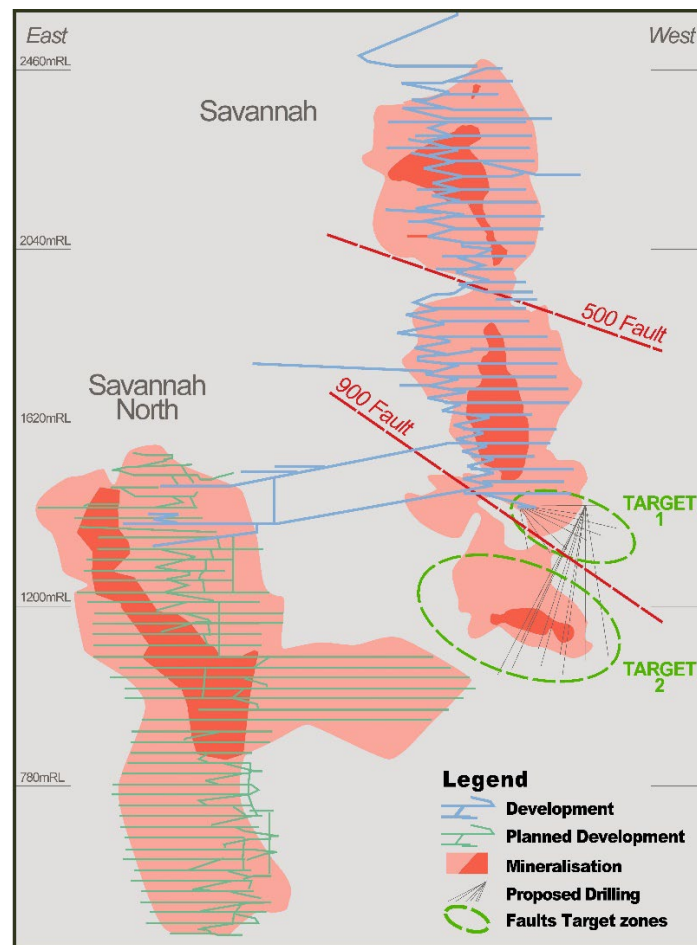 East
West
2460mRL
Savannah
2040mRL
500 Fault
Savannah
North
900 Fault
1620mRL
TARGET
1
1200mRL
TARGET
2
780mRL
Legend
Development
Planned Development
Mineralisation
Proposed Drilling
Faults Target zones